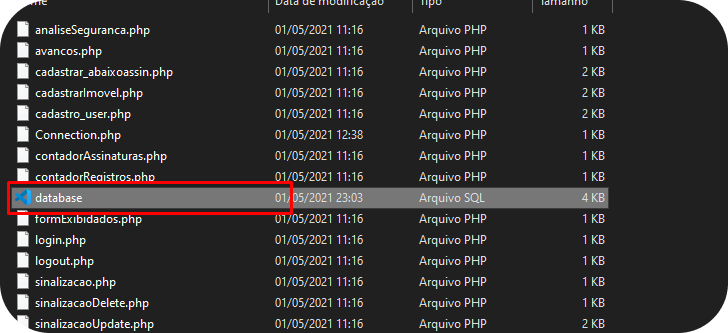 me Data de modificação Tipo Tamanho
analiseSeguranca.php 01/05/2021 11:16 Arquivo PHP 1 KB
avancos.php 01/05/2021 11:16 Arquivo PHP 1 KB
cadastrar_abaixoassin.php 01/05/2021 11:16 Arquivo PHP 2 KB
cadastrarImovel.php 01/05/2021 11:16 Arquivo PHP 2 KB
cadastro_user.php 01/05/2021 11:16 Arquivo PHP 2 KB
Connection.php 01/05/2021 12:38 Arquivo PHP 1 KB
contadorAssinaturas.php 01/05/2021 11:16 Arquivo PHP 1 KB
contadorRegistros.php 01/05/2021 11:16 Arquivo PHP 1 KB
database 01/05/2021 23:03 Arquivo SQL 4 KB
formExibidados.php 01/05/2021 11:16 Arquivo PHP 1 KB
login.php 01/05/2021 11:16 Arquivo PHP 1 KB
logout.php 01/05/2021 11:16 Arquivo PHP 1 KB
sinalizacao.php 01/05/2021 11:16 Arquivo PHP 1 KB
sinalizacaoDelete.php 01/05/2021 11:16 Arquivo PHP 1 KB
sinalizacaoUpdate.php 01/05/2021 11:16 Arquivo PHP 2 KB